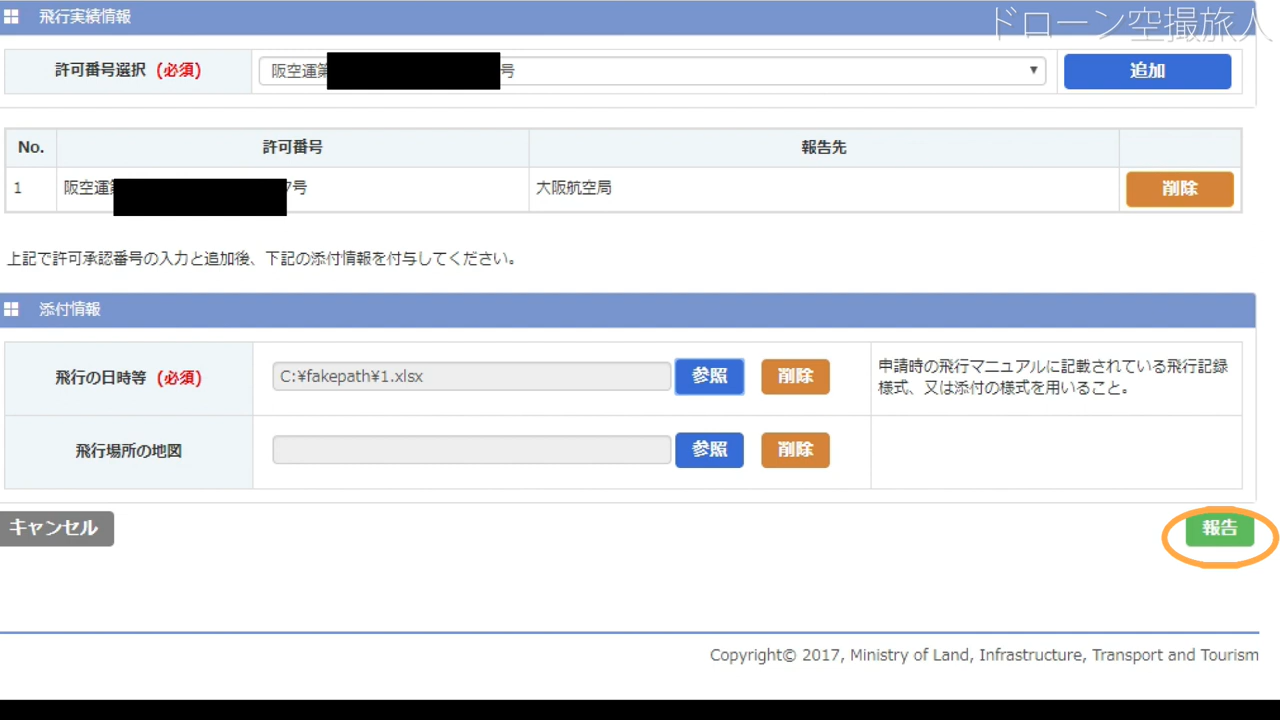 飛行実績情報
ドローン空撮旅人
許可番号選択 (必須)
阪空運第 号
追加
No. 許可番号 報告先
1 阪空運第 7号 大阪航空局 削除
上記で許可承認番号の入力と追加後、下記の添付情報を付与してください。
添付情報
飛行の日時等 (必須)
C:¥fakepath¥1.xlsx
参照 削除
申請時の飛行マニュアルに記載されている飛行記録
様式、又は添付の様式を用いること。
飛行場所の地図
参照 削除
キャンセル
報告
Copyright© 2017, Ministry of Land, Infrastructure, Transport and Tourism